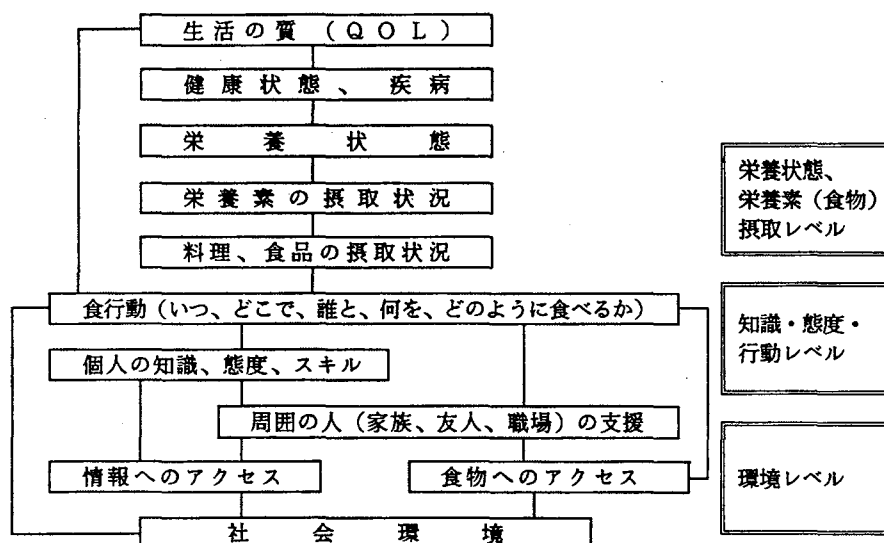 生活の質(QOL)
健康状態、疾病
栄養状態
栄養素の摂取状況
料理、食品の摂取状況
食行動(いつ、どこで、誰と、何を、どのように食べるか)
個人の知識、態度、スキル
周囲の人(家族、友人、職場)の支援
情報へのアクセス
食物へのアクセス
社会環境
栄養状態、
栄養素(食物)
摂取レベル
知識・態度・
行動レベル
環境レベル